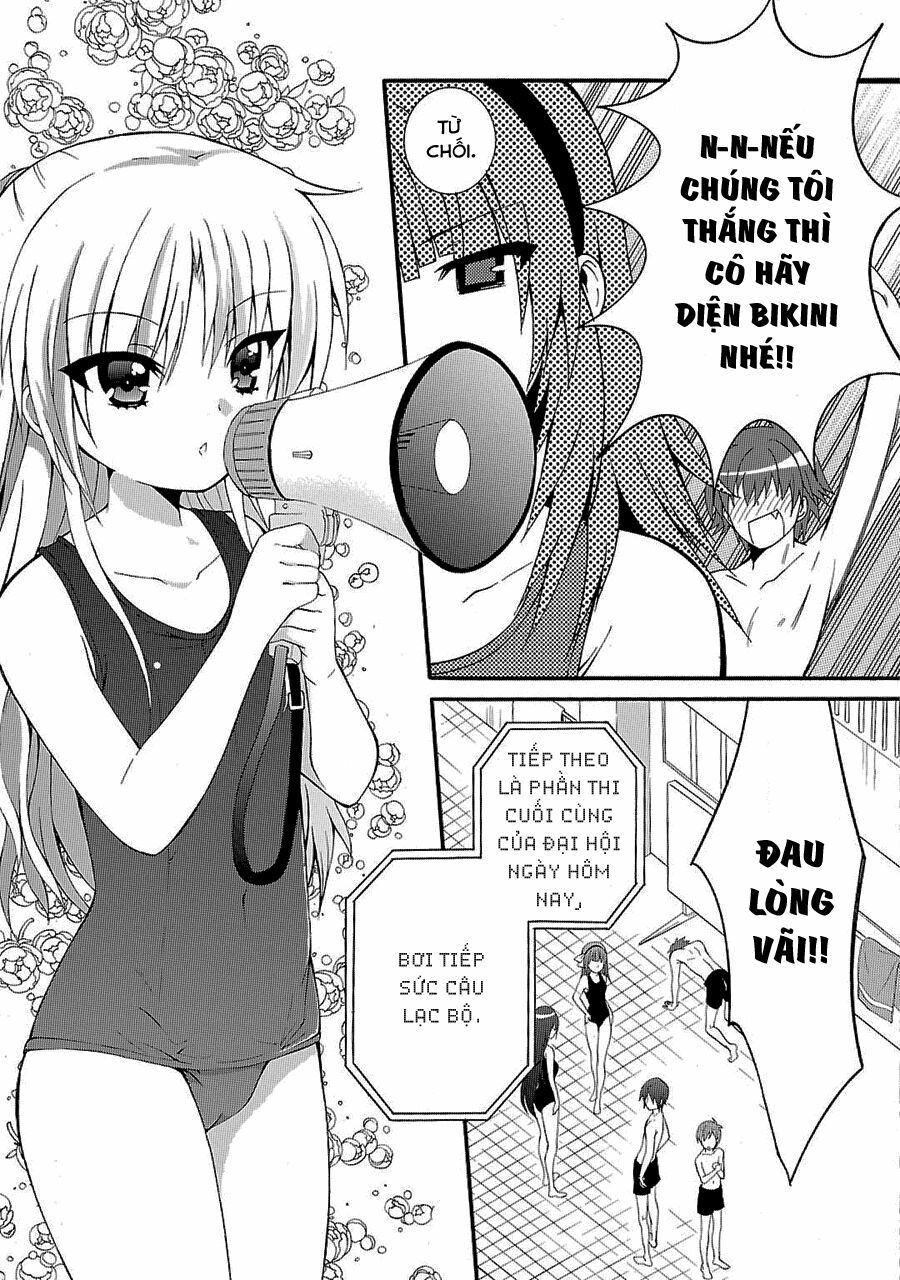 N-N-NẾU
CHÚNG TÔI
THẮNG THÌ
CÔ HÃY
DIỆN BIKINI
NHÉ!!
TỪ
CHỐI.
ĐAU
LÒNG
VÃI!!
TIẾP THEO
LÀ PHẦN THI
CUỐI CÙNG
CỦA ĐẠI HỘI
NGÀY HÔM
NAY,
BƠI TIẾP
SỨC CÂU
LẠC BỘ.